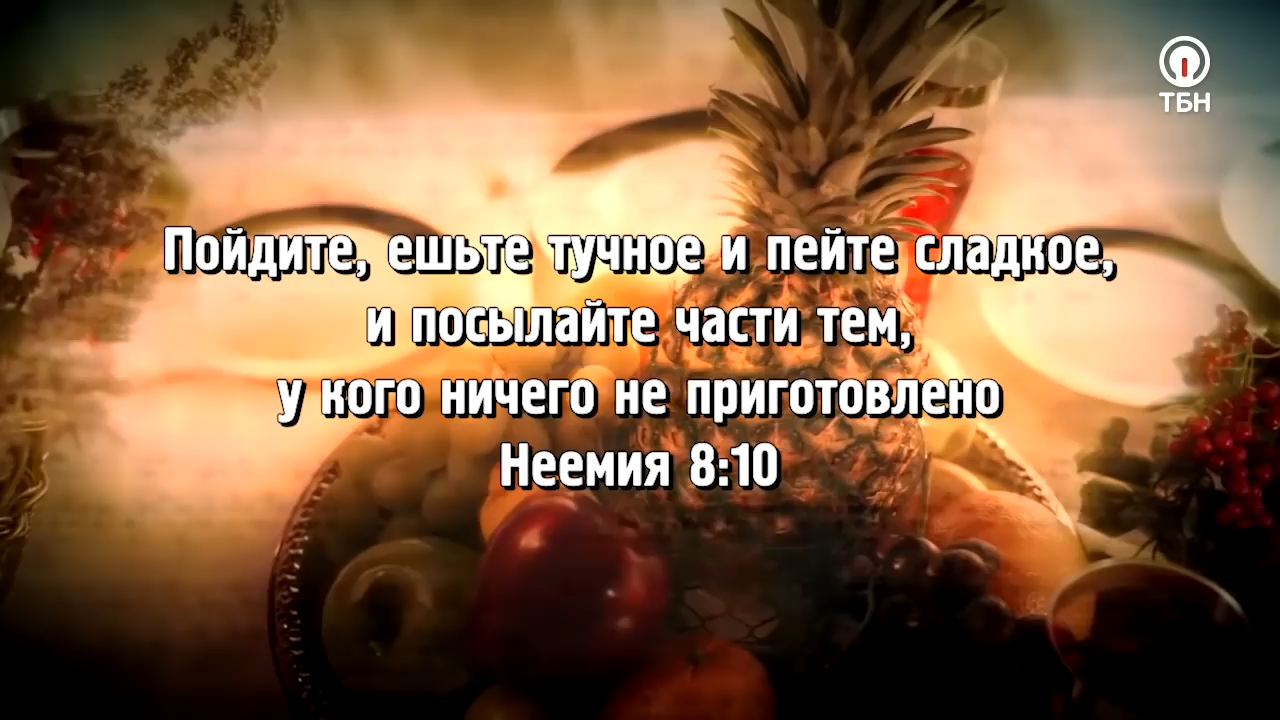 ТБН
Пойдите, ешьте тучное и пейте сладкое,
и посылайте части тем,
у кого ничего не приготовлено
Неемия 8:10